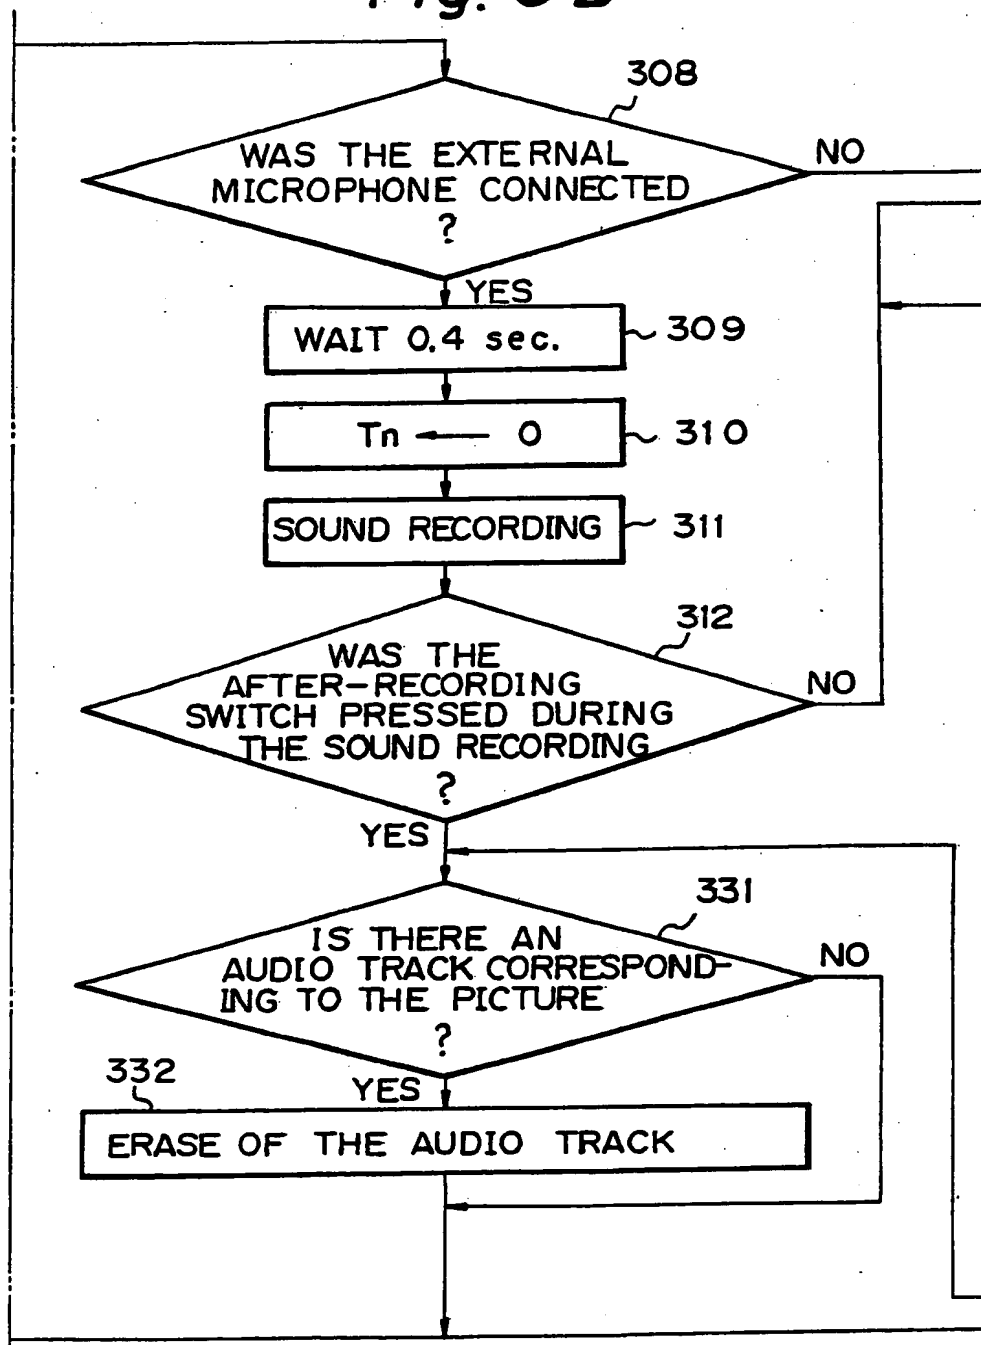 308
WAS THE EXTERNAL
MICROPHONE CONNECTED
?
NO
YES
WAIT 0.4 sec.
309
Tn ← 0
310
SOUND RECORDING
311
312
WAS THE
AFTER-RECORDING
SWITCH PRESSED DURING
THE SOUND RECORDING
?
NO
YES
331
IS THERE AN
AUDIO TRACK CORRESPOND-
ING TO THE PICTURE
?
NO
332
YES
ERASE OF THE AUDIO TRACK